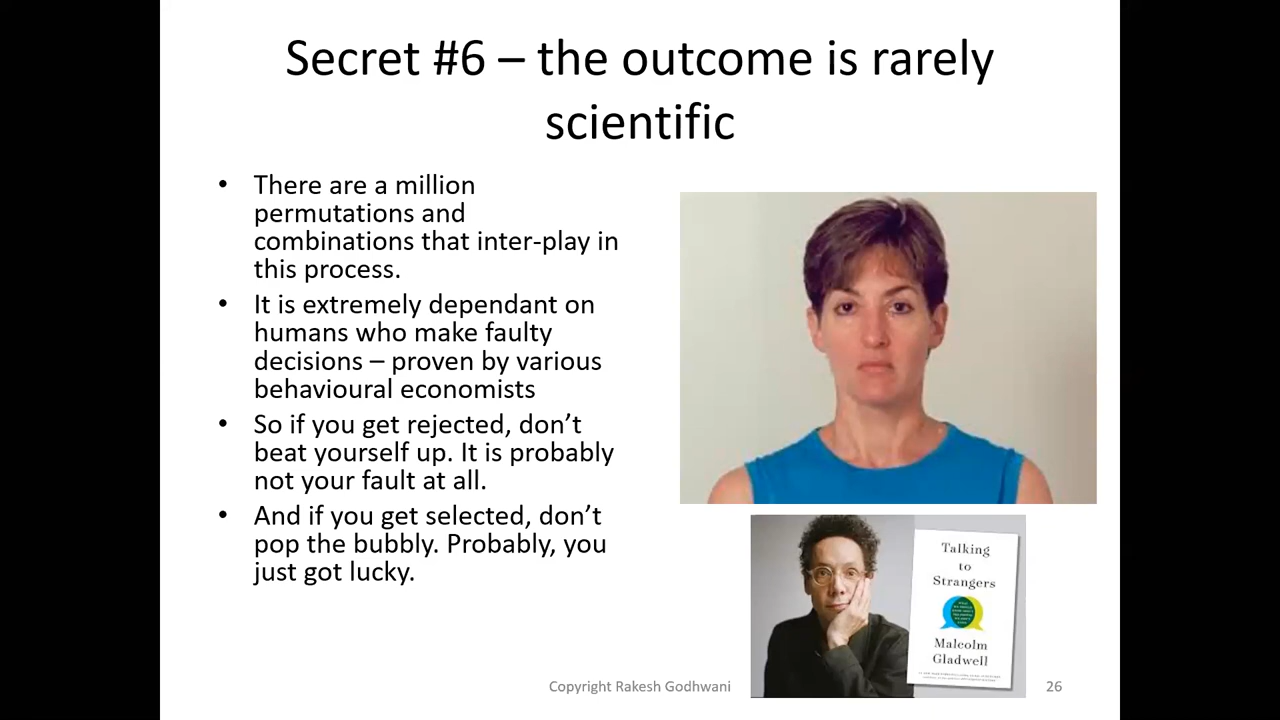 Secret #6 – the outcome is rarely
scientific
• There are a million
permutations and
combinations that inter-play in
this process.
• It is extremely dependant on
humans who make faulty
decisions – proven by various
behavioural economists
• So if you get rejected, don’t
beat yourself up. It is probably
not your fault at all.
• And if you get selected, don’t
pop the bubbly. Probably, you
just got lucky.
Talking
to
Strangers
Malcolm
Gladwell
Copyright Rakesh Godhwani
26